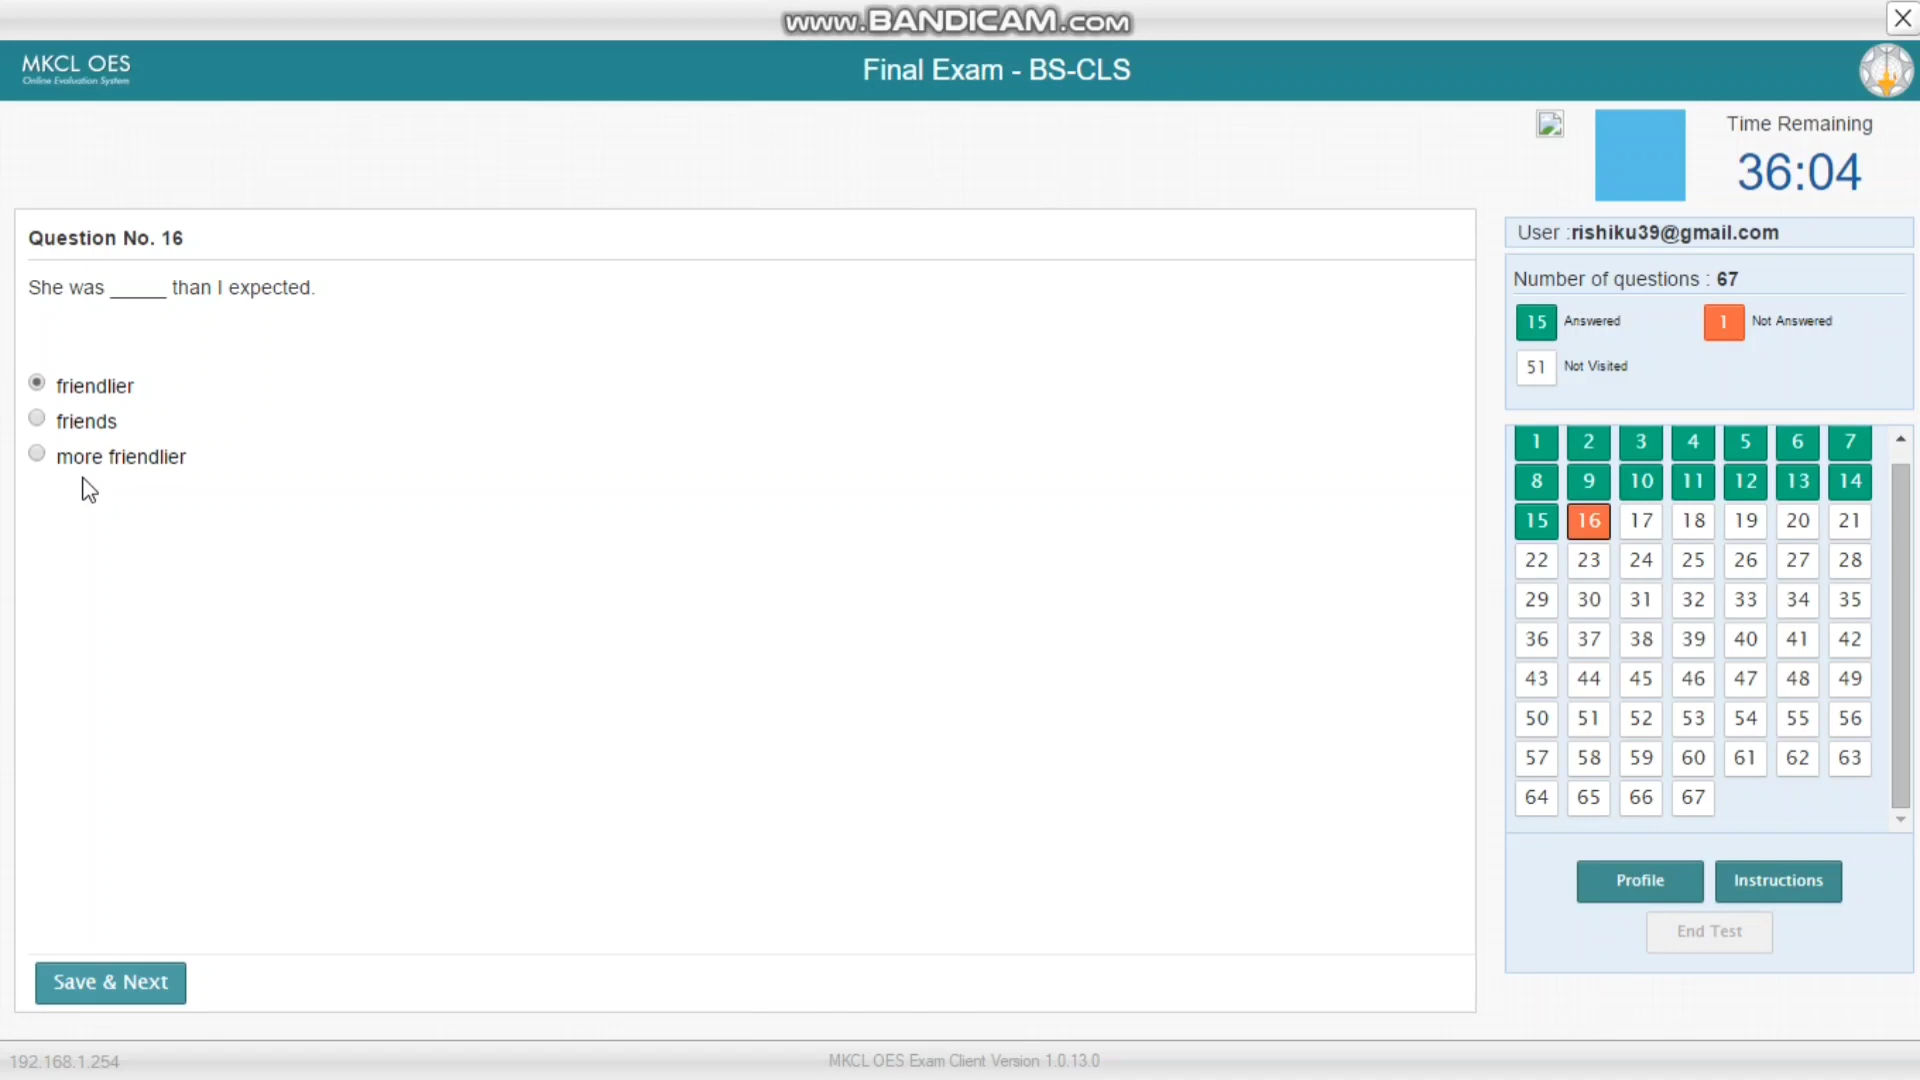 www.BANDICAM.com
MKCL OES
Online Evaluation System
Final Exam - BS-CLS
Time Remaining
36:04
Question No. 16
She was _____ than I expected.
friendlier
friends
more friendlier
Save & Next
User :rishiku39@gmail.com
Number of questions : 67
15 Answered 1 Not Answered
51 Not Visited
1 2 3 4 5 6 7
8 9 10 11 12 13 14
15 16 17 18 19 20 21
22 23 24 25 26 27 28
29 30 31 32 33 34 35
36 37 38 39 40 41 42
43 44 45 46 47 48 49
50 51 52 53 54 55 56
57 58 59 60 61 62 63
64 65 66 67
Profile Instructions
End Test
192.168.1.254
MKCL OES Exam Client Version 1.0.13.0